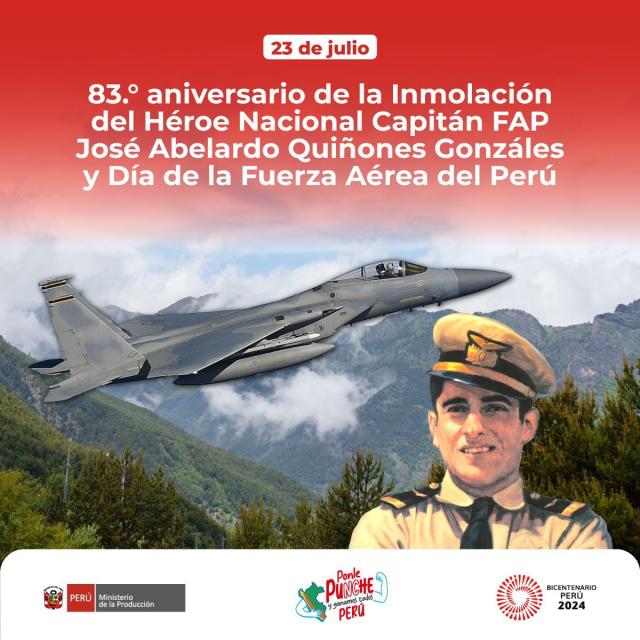 23 de julio
83.° aniversario de la Inmolación
del Héroe Nacional Capitán FAP
José Abelardo Quiñones Gonzáles
y Día de la Fuerza Aérea del Perú
PERÚ
Ministerio
de la Producción
Ponle
PUNCHE
y ganamos todos
PERÚ
BICENTENARIO
PERÚ
2024